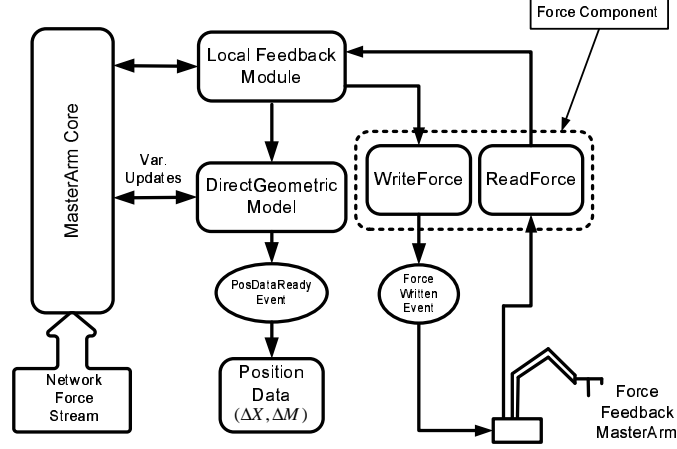 Force Component
Local Feedback
Module
MasterArm Core
Var.
Updates
DirectGeometric
Model
WriteForce
ReadForce
PosDataReady
Event
Force
Written
Event
Network
Force
Stream
Position
Data
(ΔX, ΔM)
Force
Feedback
MasterArm